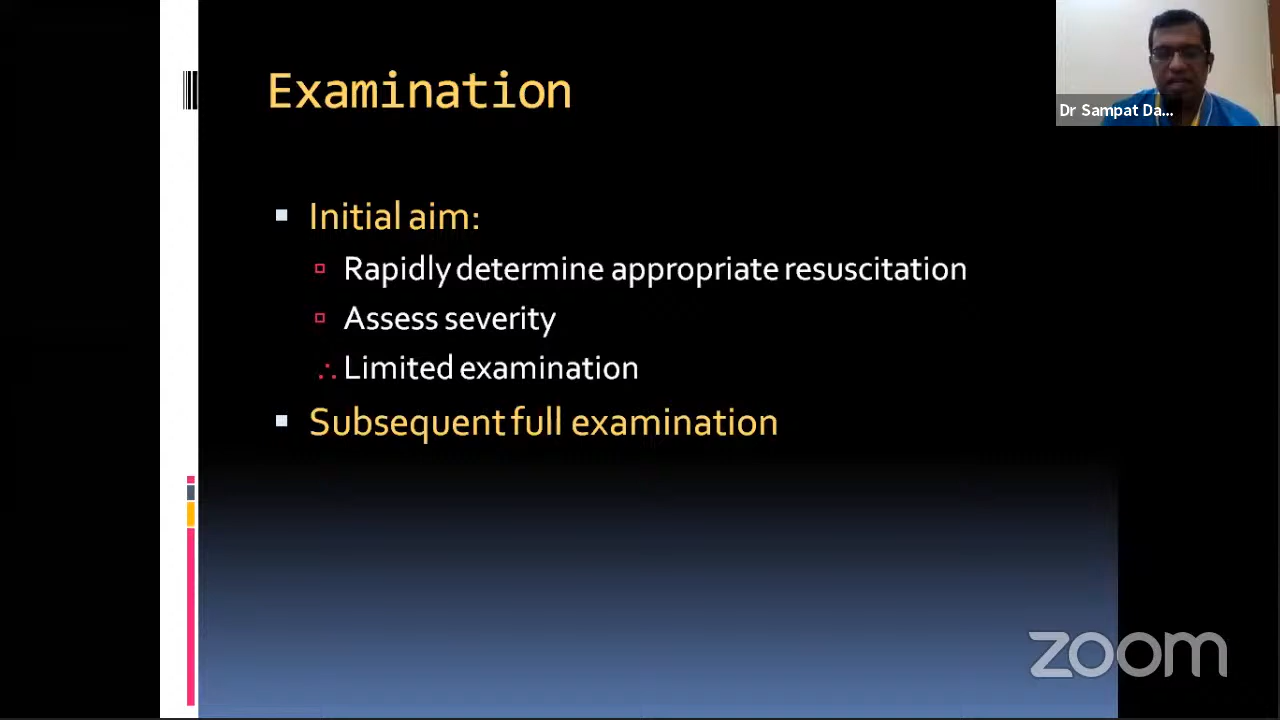 Examination
Dr Sampat Da...
Initial aim:
Rapidly determine appropriate resuscitation
Assess severity
∴ Limited examination
Subsequent full examination
zoom